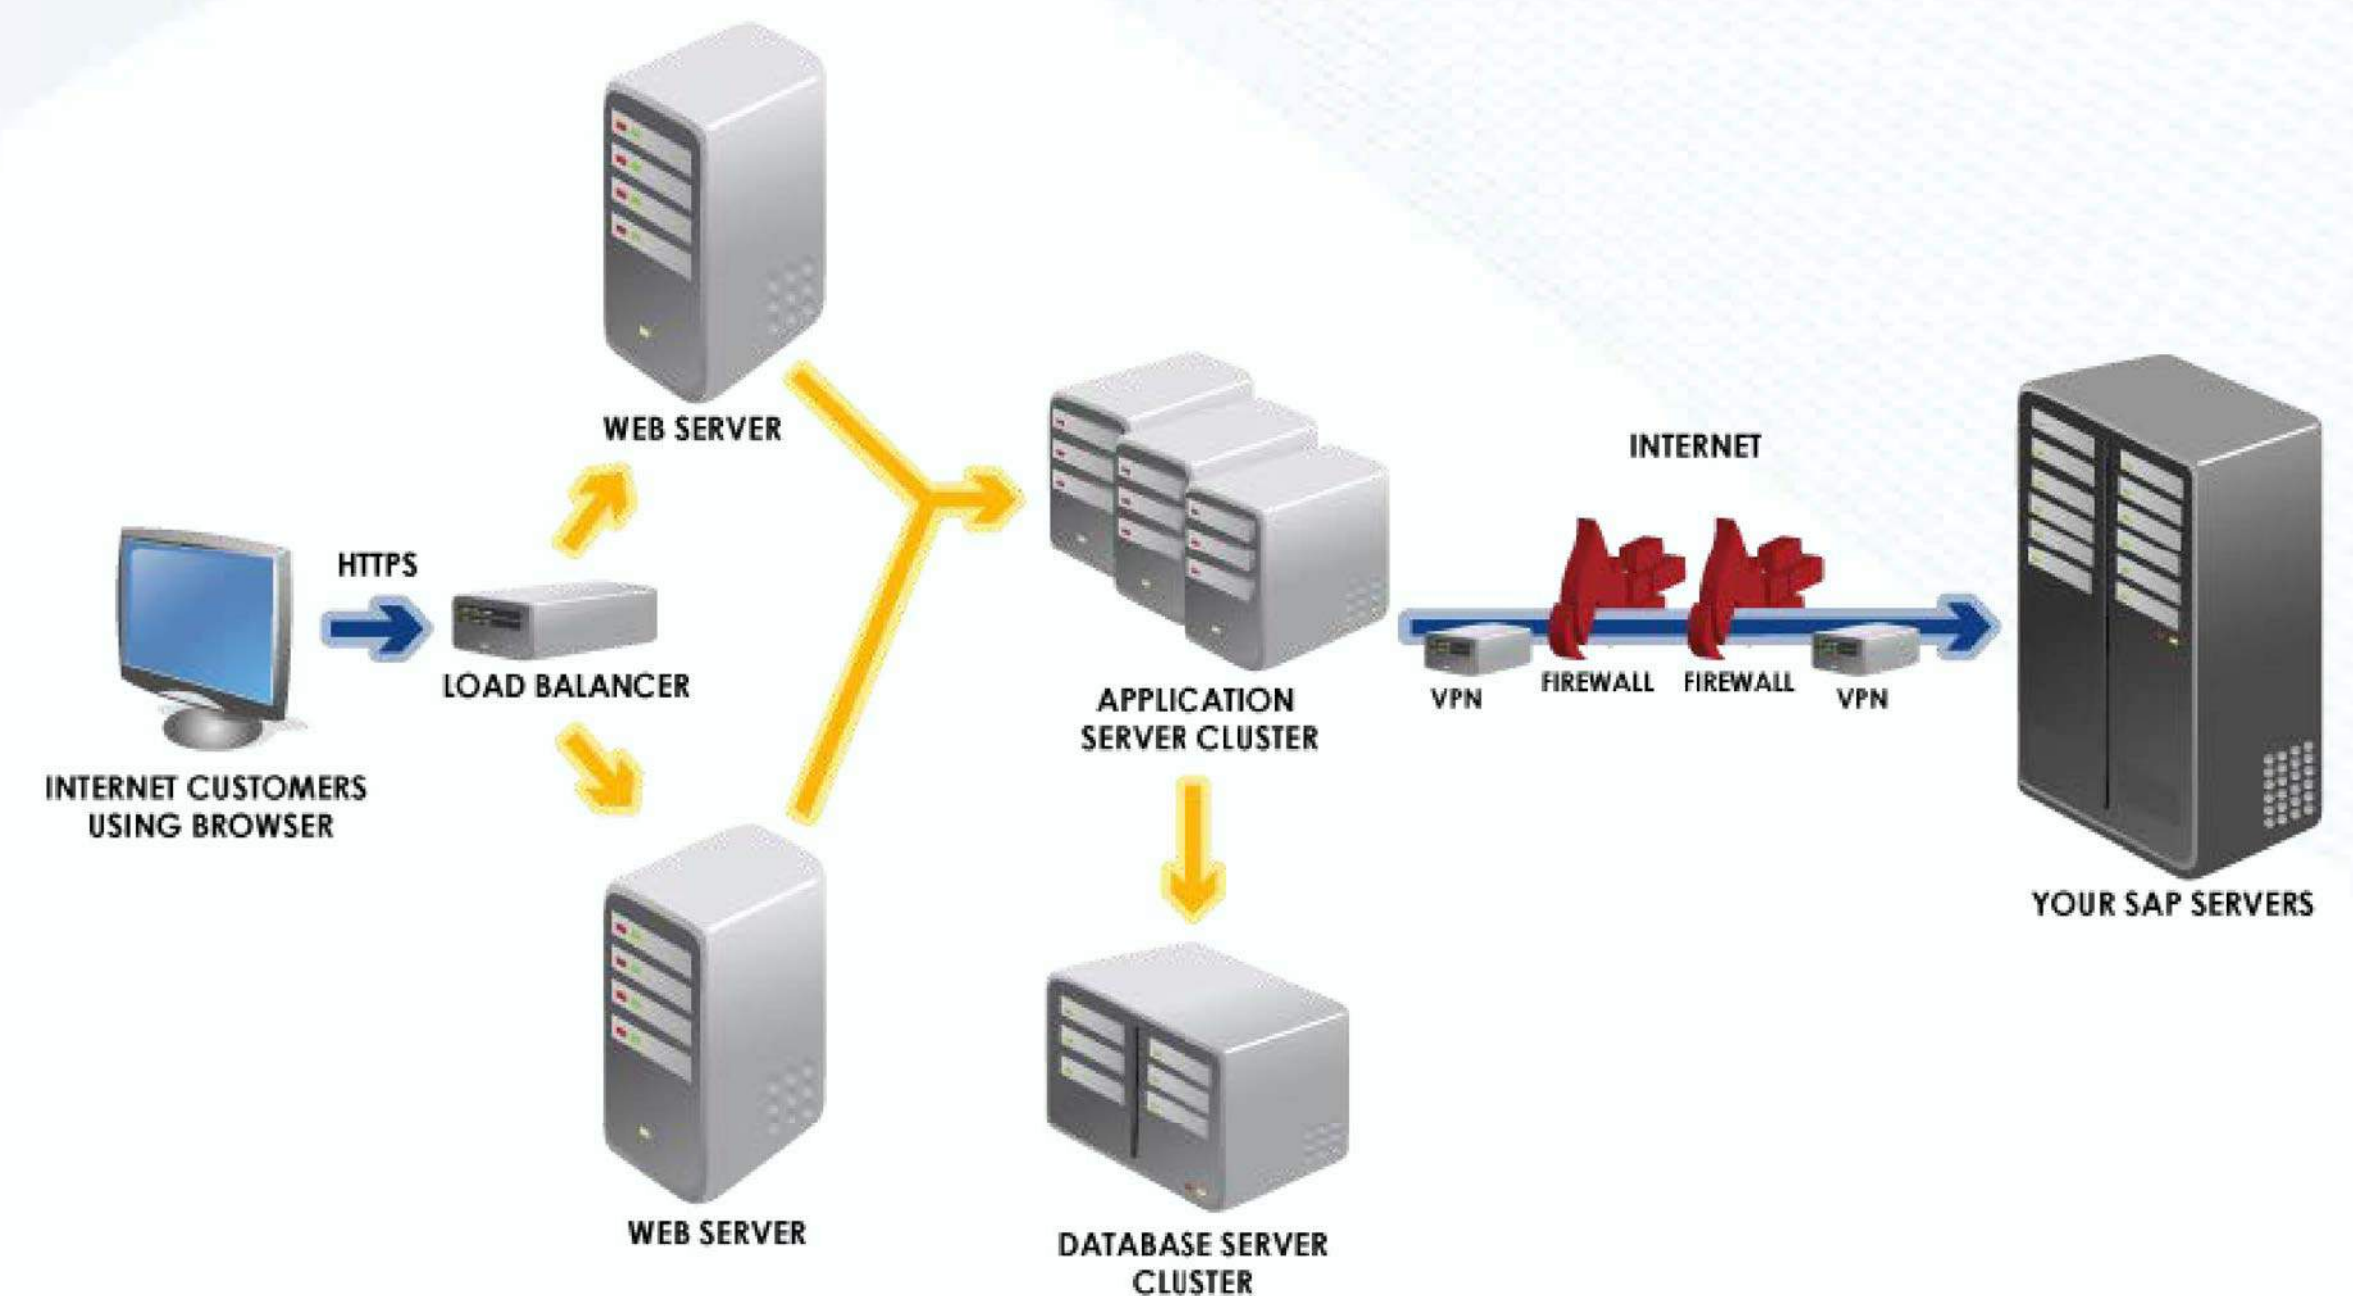 WEB SERVER
HTTPS
LOAD BALANCER
INTERNET CUSTOMERS
USING BROWSER
WEB SERVER
APPLICATION
SERVER CLUSTER
DATABASE SERVER
CLUSTER
INTERNET
VPN
FIREWALL
FIREWALL
VPN
YOUR SAP SERVERS